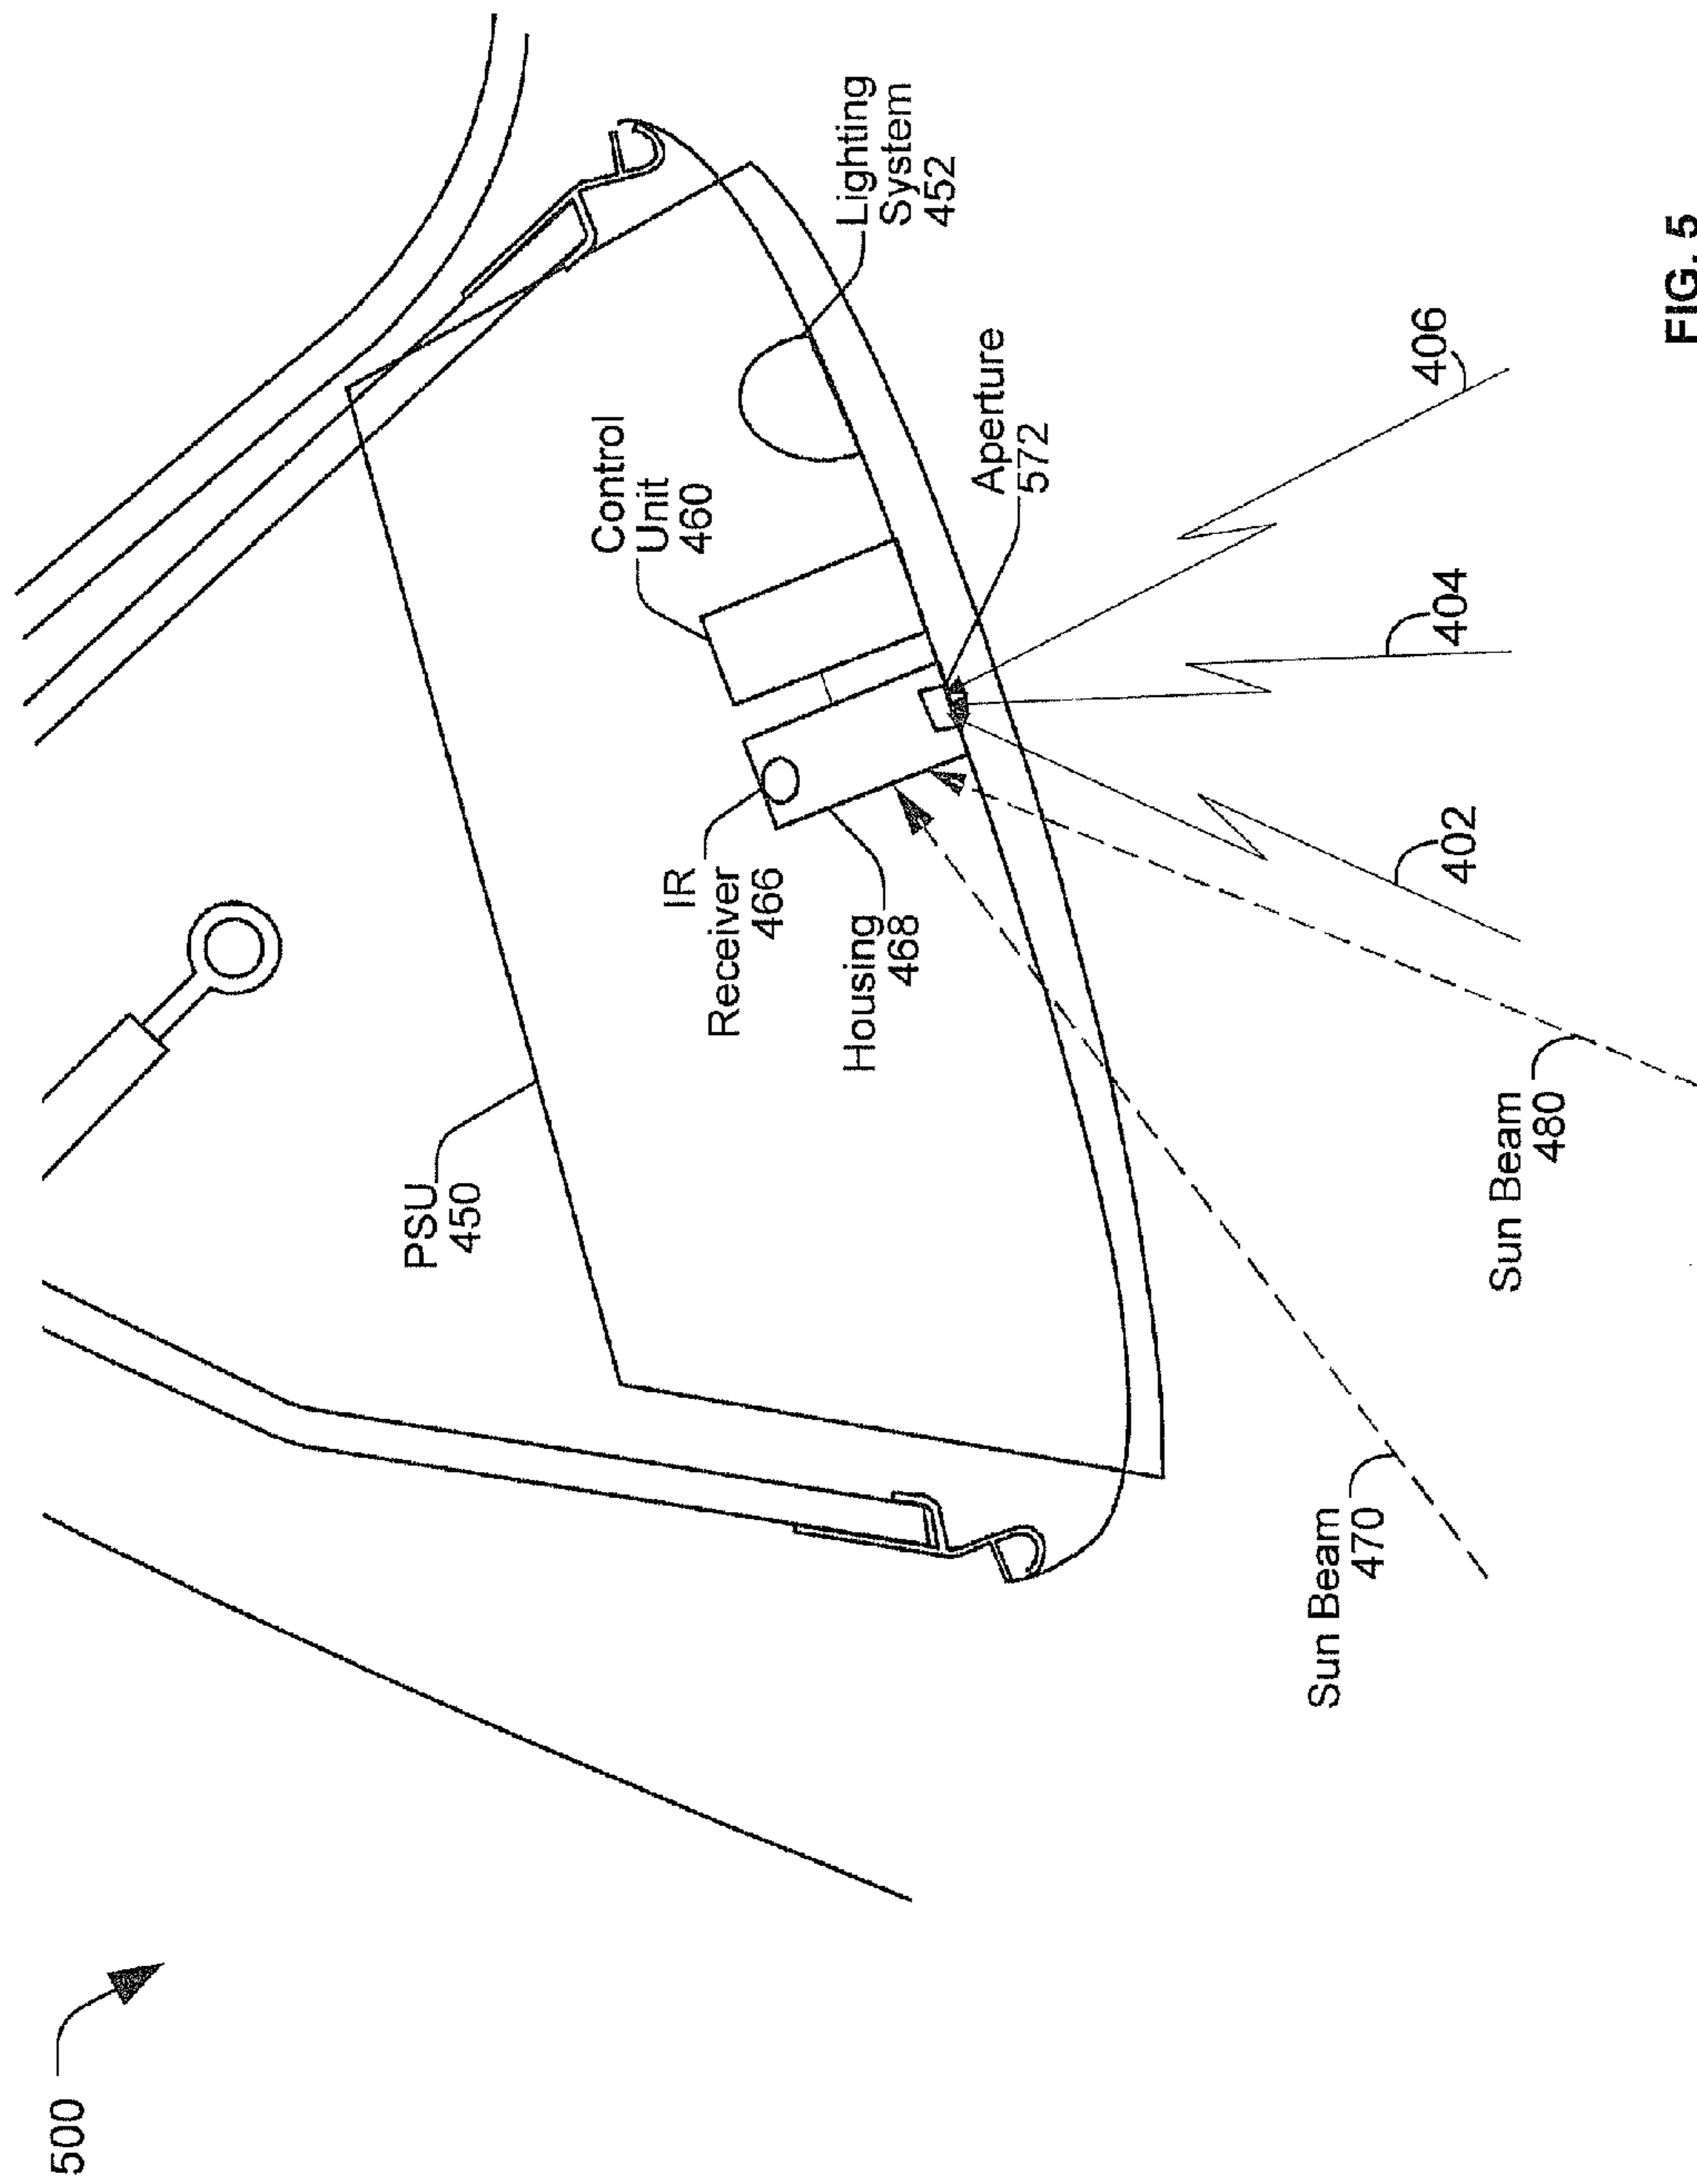 500
PSU
450
IR
Receiver
466
Control
Unit
460
Housing
468
Lighting
System
452
Aperture
572
Sun Beam
470
Sun Beam
480
402
404
406
FIG. 5